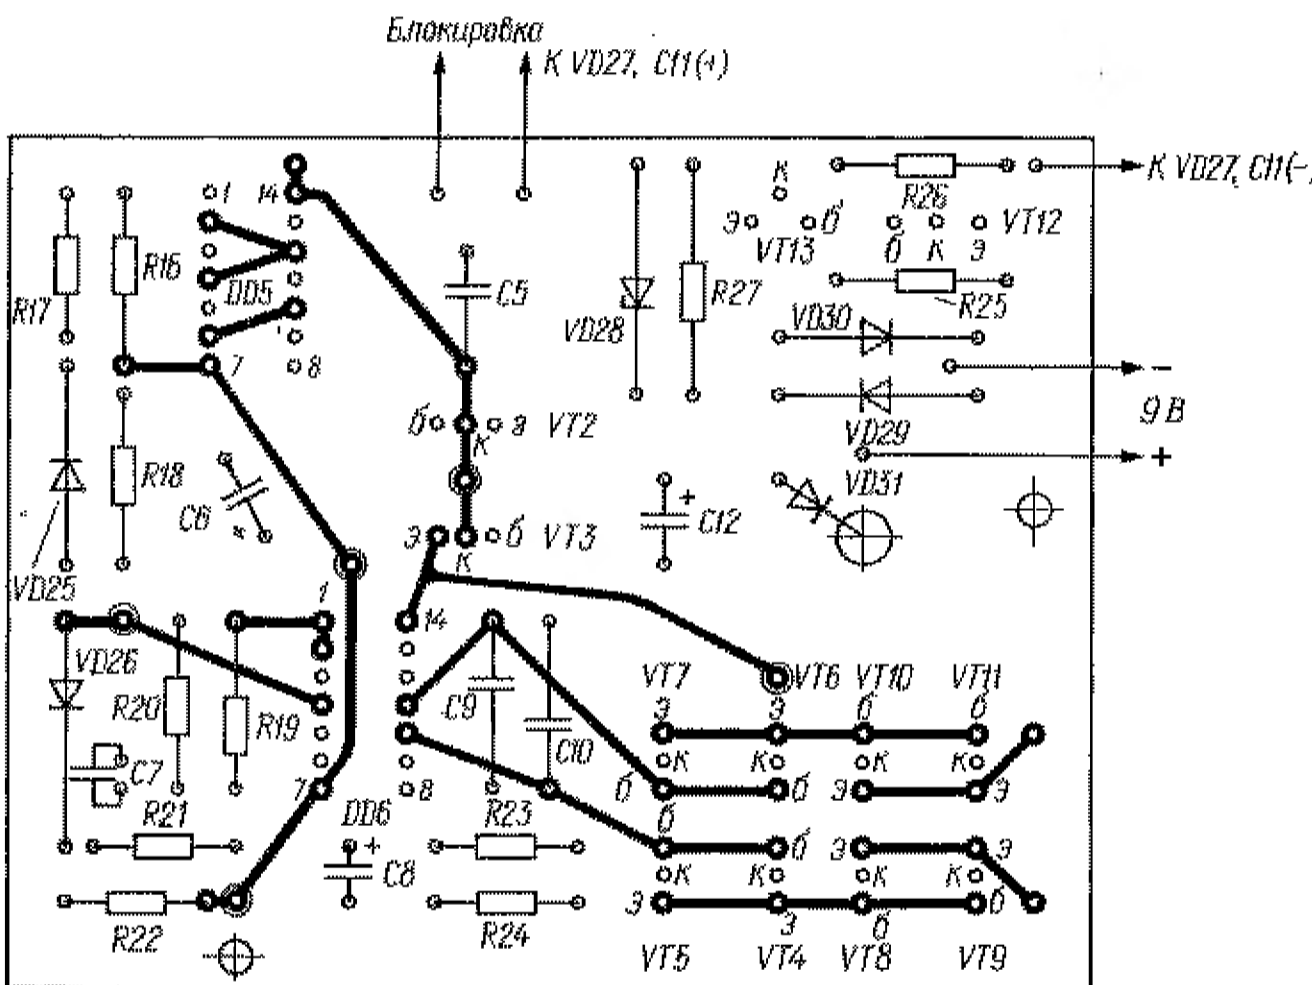 Блокировка
К VD27, C11(+)
К VD27, C11(-)
К
R26
1
14
Э
б
VT13
б
К
Э
VT12
R17
R16
DD5
C5
VD28
R27
R25
VD30
7
8
-
9 В
+
VD29
VD31
б
К
э
VT2
R18
C6
C12
+
Э
К
б
VT3
VD25
1
14
VD26
R20
R19
C9
C10
C7
7
8
VT7
VT6
VT10
VT11
Э
Э
б
б
К
К
К
К
б
б
Э
Э
R21
DD6
+
C8
R23
б
б
Э
Э
К
К
К
К
R22
R24
Э
Э
б
б
VT5
VT4
VT8
VT9